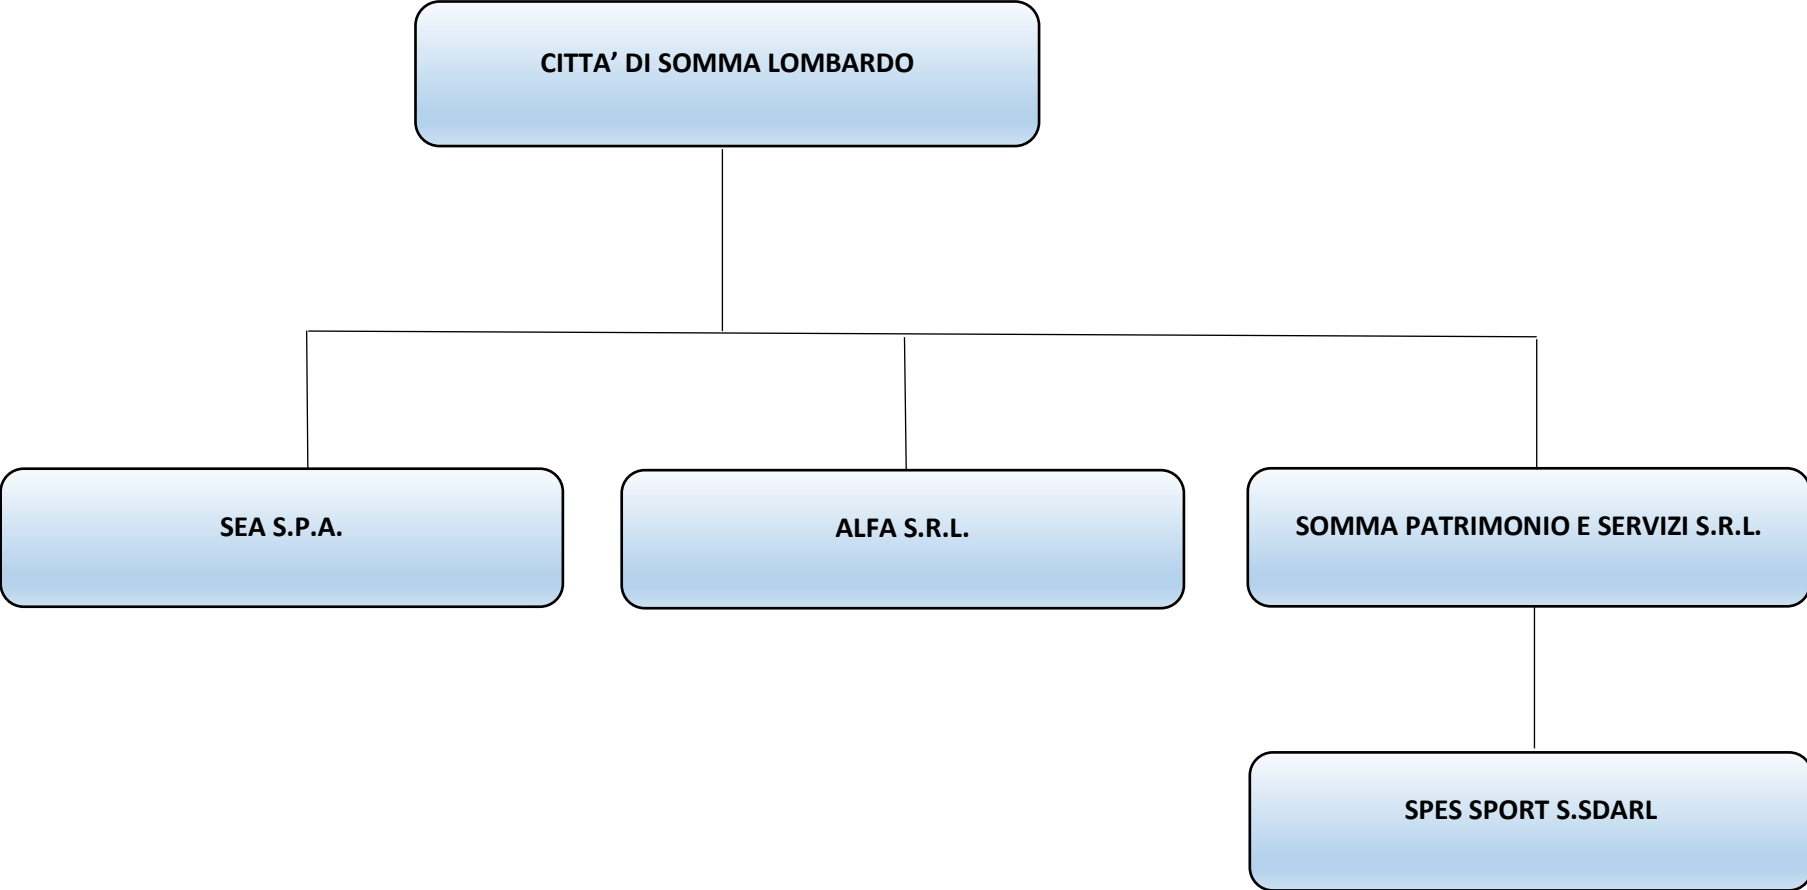 CITTA’ DI SOMMA LOMBARDO
SEA S.P.A.
ALFA S.R.L.
SOMMA PATRIMONIO E SERVIZI S.R.L.
SPES SPORT S.SDARL